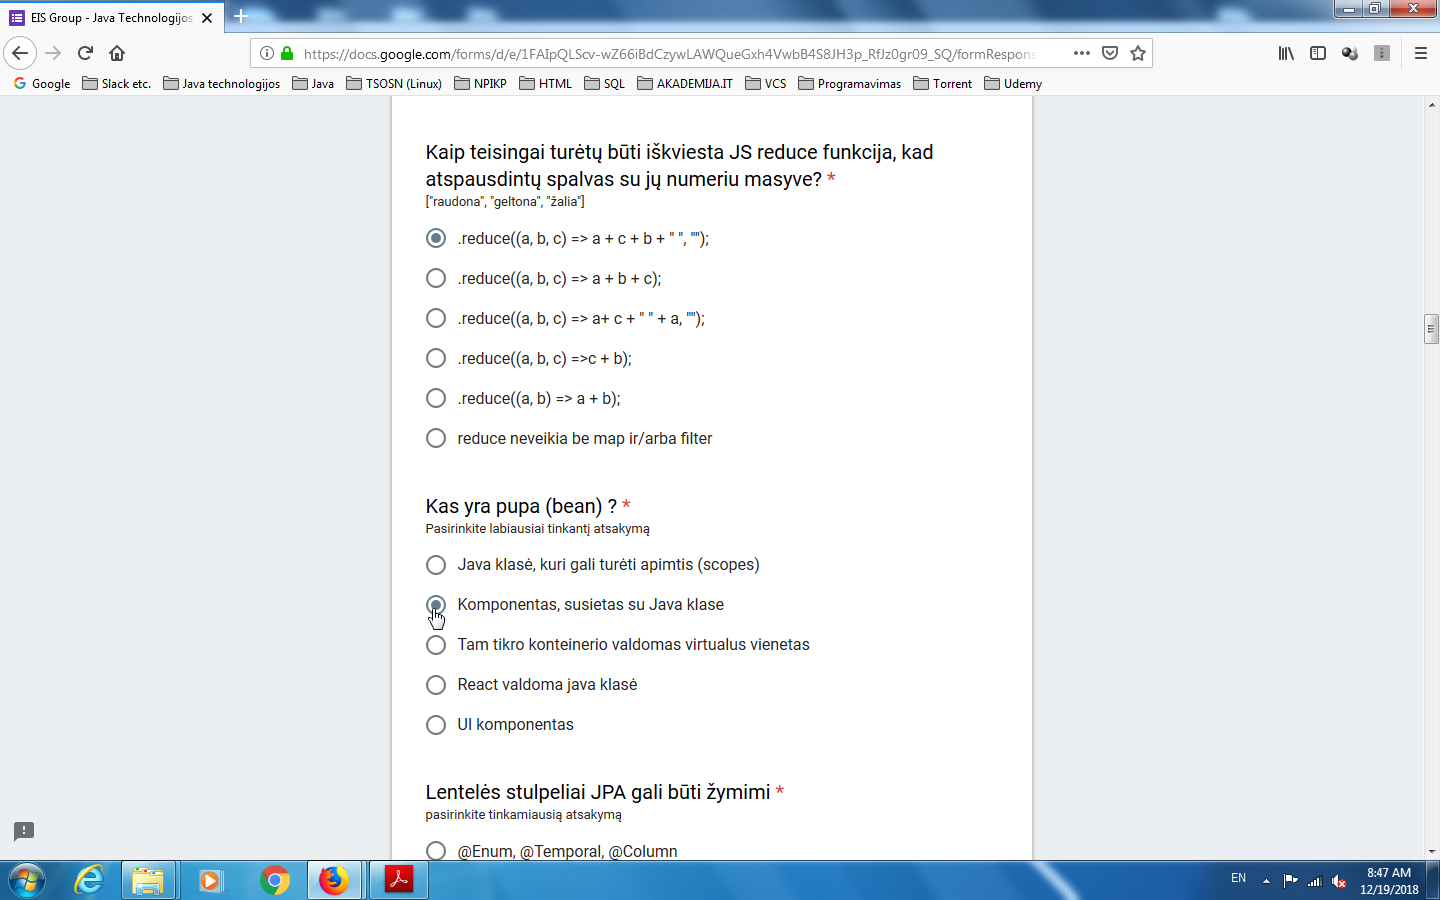 EIS Group - Java Technologijos
https://docs.google.com/forms/d/e/1FAIpQLScv-wZ66iBdCzywLAWQueGxh4VwbB4S8JH3p_RfJz0gr09_SQ/formRespons
Google Slack etc. Java technologijos Java TSOSN (Linux) NPIKP HTML SQL AKADEMIJA.IT VCS Programavimas Torrent Udemy
Kaip teisingai turėtų būti iškviesta JS reduce funkcija, kad
atspausdintų spalvas su jų numeriu masyve? *
["raudona", "geltona", "žalia"]
.reduce((a, b, c) => a + c + b + " ", "");
.reduce((a, b, c) => a + b + c);
.reduce((a, b, c) => a+ c + " " + a, "");
.reduce((a, b, c) =>c + b);
.reduce((a, b) => a + b);
reduce neveikia be map ir/arba filter
Kas yra pupa (bean) ? *
Pasirinkite labiausiai tinkantį atsakymą
Java klasė, kuri gali turėti apimtis (scopes)
Komponentas, susietas su Java klase
Tam tikro konteinerio valdomas virtualus vienetas
React valdoma java klasė
UI komponentas
Lentelės stulpeliai JPA gali būti žymimi *
pasirinkite tinkamiausią atsakymą
@Enum, @Temporal, @Column
EN
8:47 AM
12/19/2018